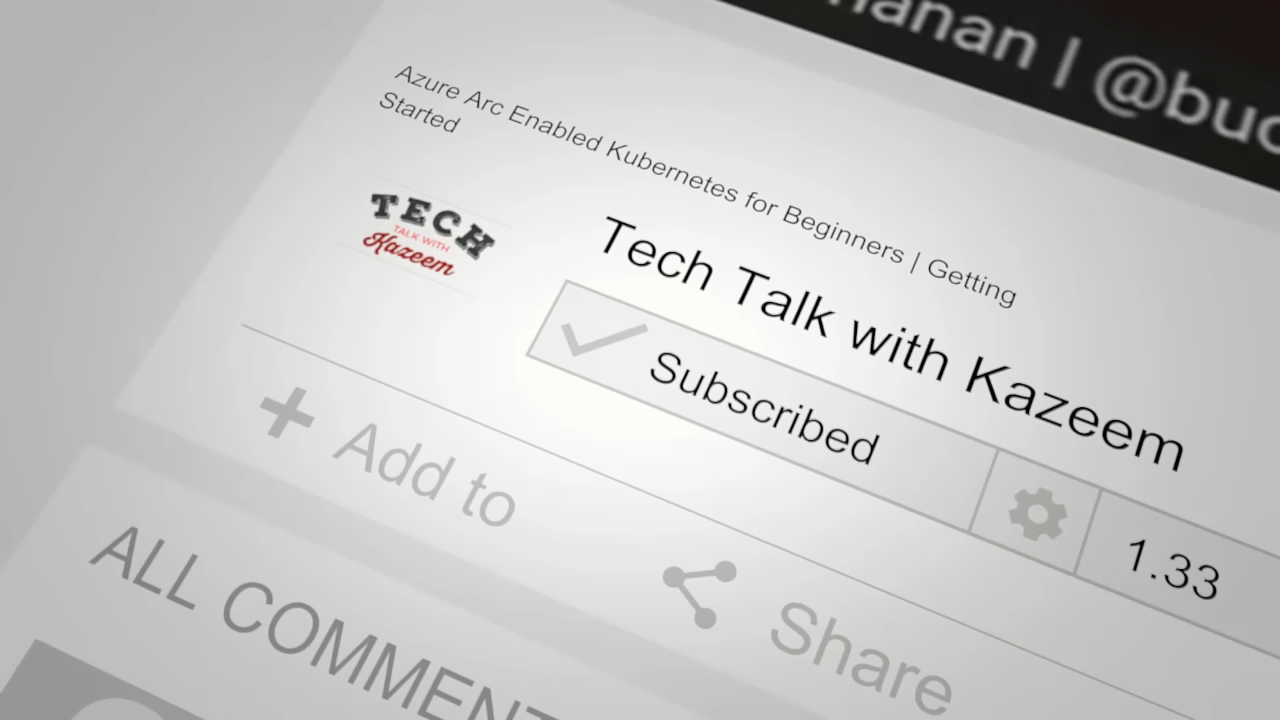 | @buc
Azure Arc Enabled Kubernetes for Beginners | Getting
Started
TECH
TALK WITH
Kazeem
Tech Talk with Kazeem
Subscribed
1.33
Add to
Share
ALL COMMENT